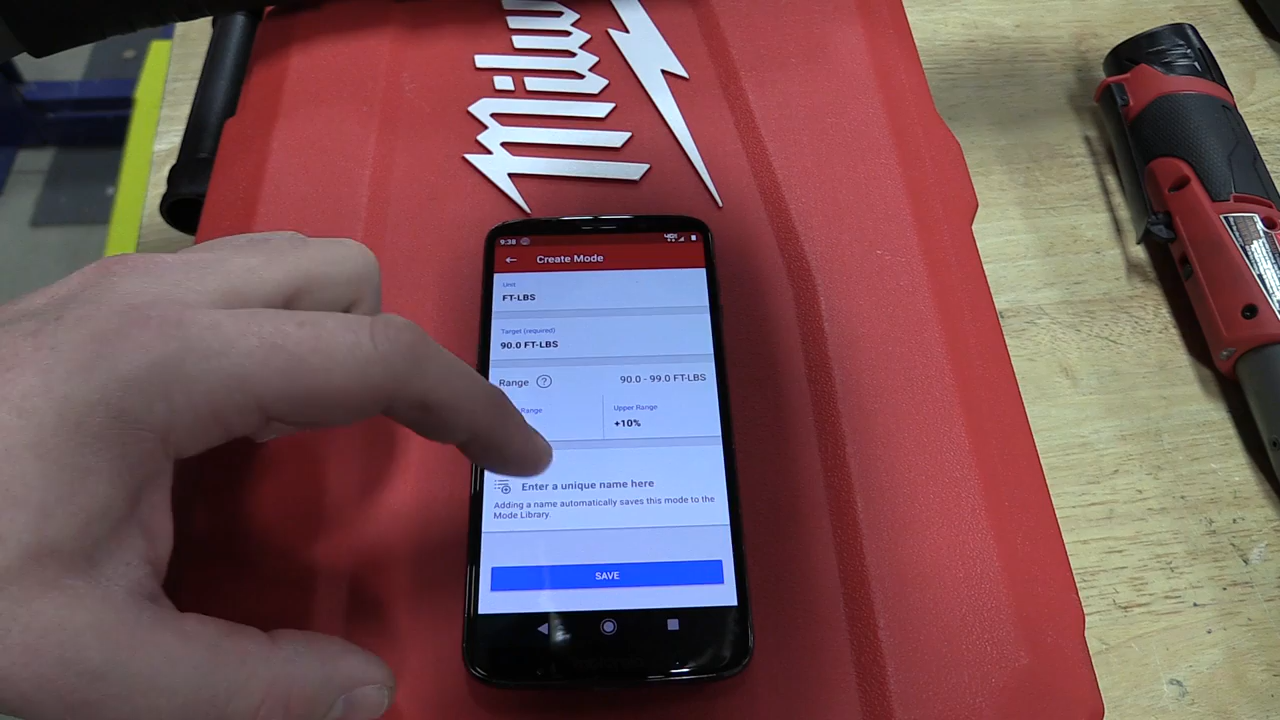 Milw
9:38
Create Mode
Unit
FT-LBS
Target (required)
90.0 FT-LBS
Range ? 90.0 - 99.0 FT-LBS
Range Upper Range
+10%
Enter a unique name here
Adding a name automatically saves this mode to the
Mode Library.
SAVE